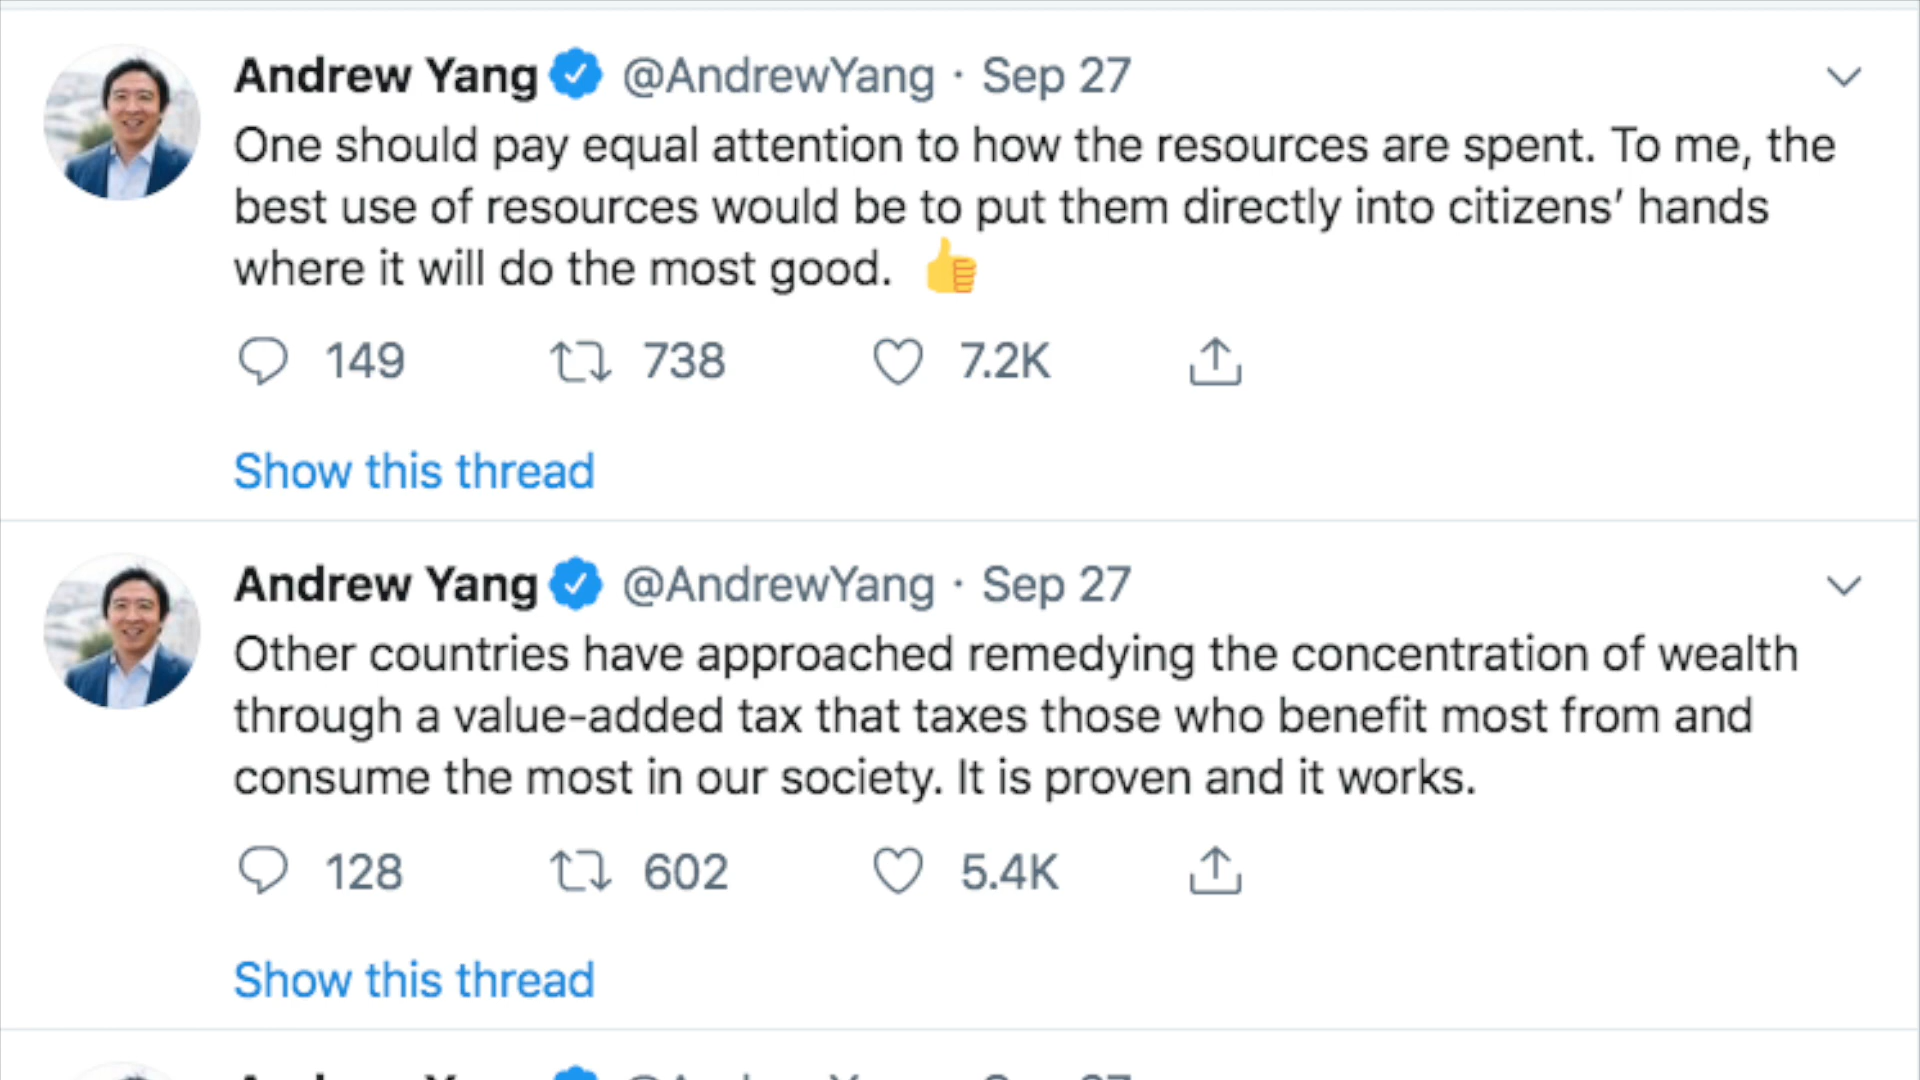 Andrew Yang @AndrewYang · Sep 27
One should pay equal attention to how the resources are spent. To me, the
best use of resources would be to put them directly into citizens’ hands
where it will do the most good. 👍
149 738 7.2K
Show this thread
Andrew Yang @AndrewYang · Sep 27
Other countries have approached remedying the concentration of wealth
through a value-added tax that taxes those who benefit most from and
consume the most in our society. It is proven and it works.
128 602 5.4K
Show this thread